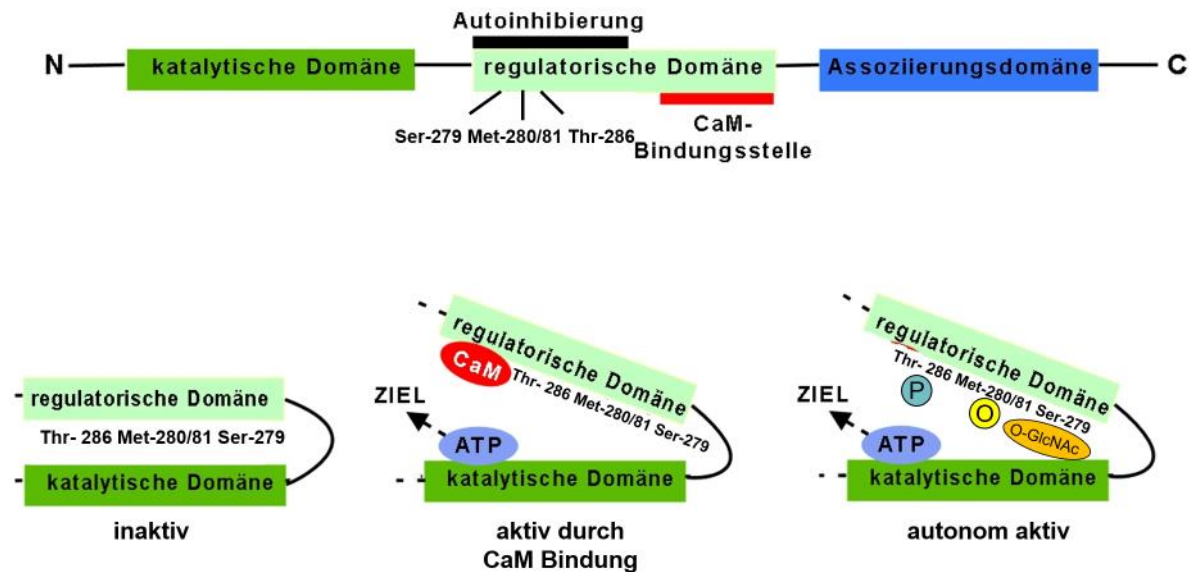 Autoinhibierung
N katalytische Domäne regulatorische Domäne Assoziierungsdomäne C
Ser-279 Met-280/81 Thr-286
CaM-
Bindungsstelle
regulatorische Domäne
Thr- 286 Met-280/81 Ser-279
katalytische Domäne
inaktiv
regulatorische Domäne
CaM
Thr- 286 Met-280/81 Ser-279
ZIEL
ATP
katalytische Domäne
aktiv durch
CaM Bindung
regulatorische Domäne
Thr- 286 Met-280/81 Ser-279
P
O
O-GlcNAc
ZIEL
ATP
katalytische Domäne
autonom aktiv